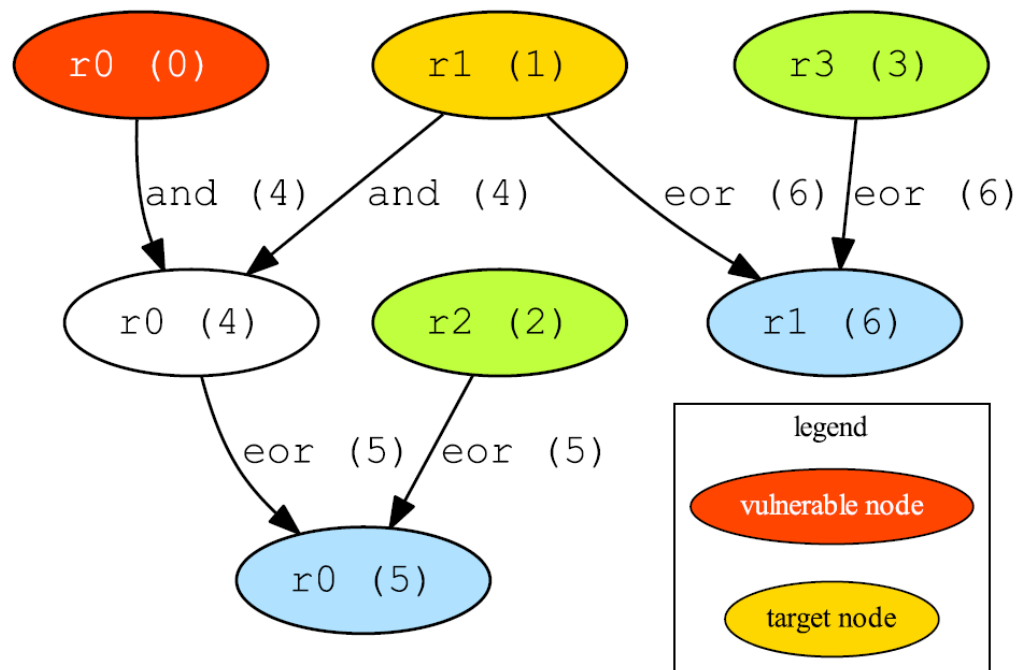 r0 (0)
r1 (1)
r3 (3)
and (4)
and (4)
eor (6)
eor (6)
r0 (4)
r2 (2)
r1 (6)
eor (5)
eor (5)
r0 (5)
legend
vulnerable node
target node